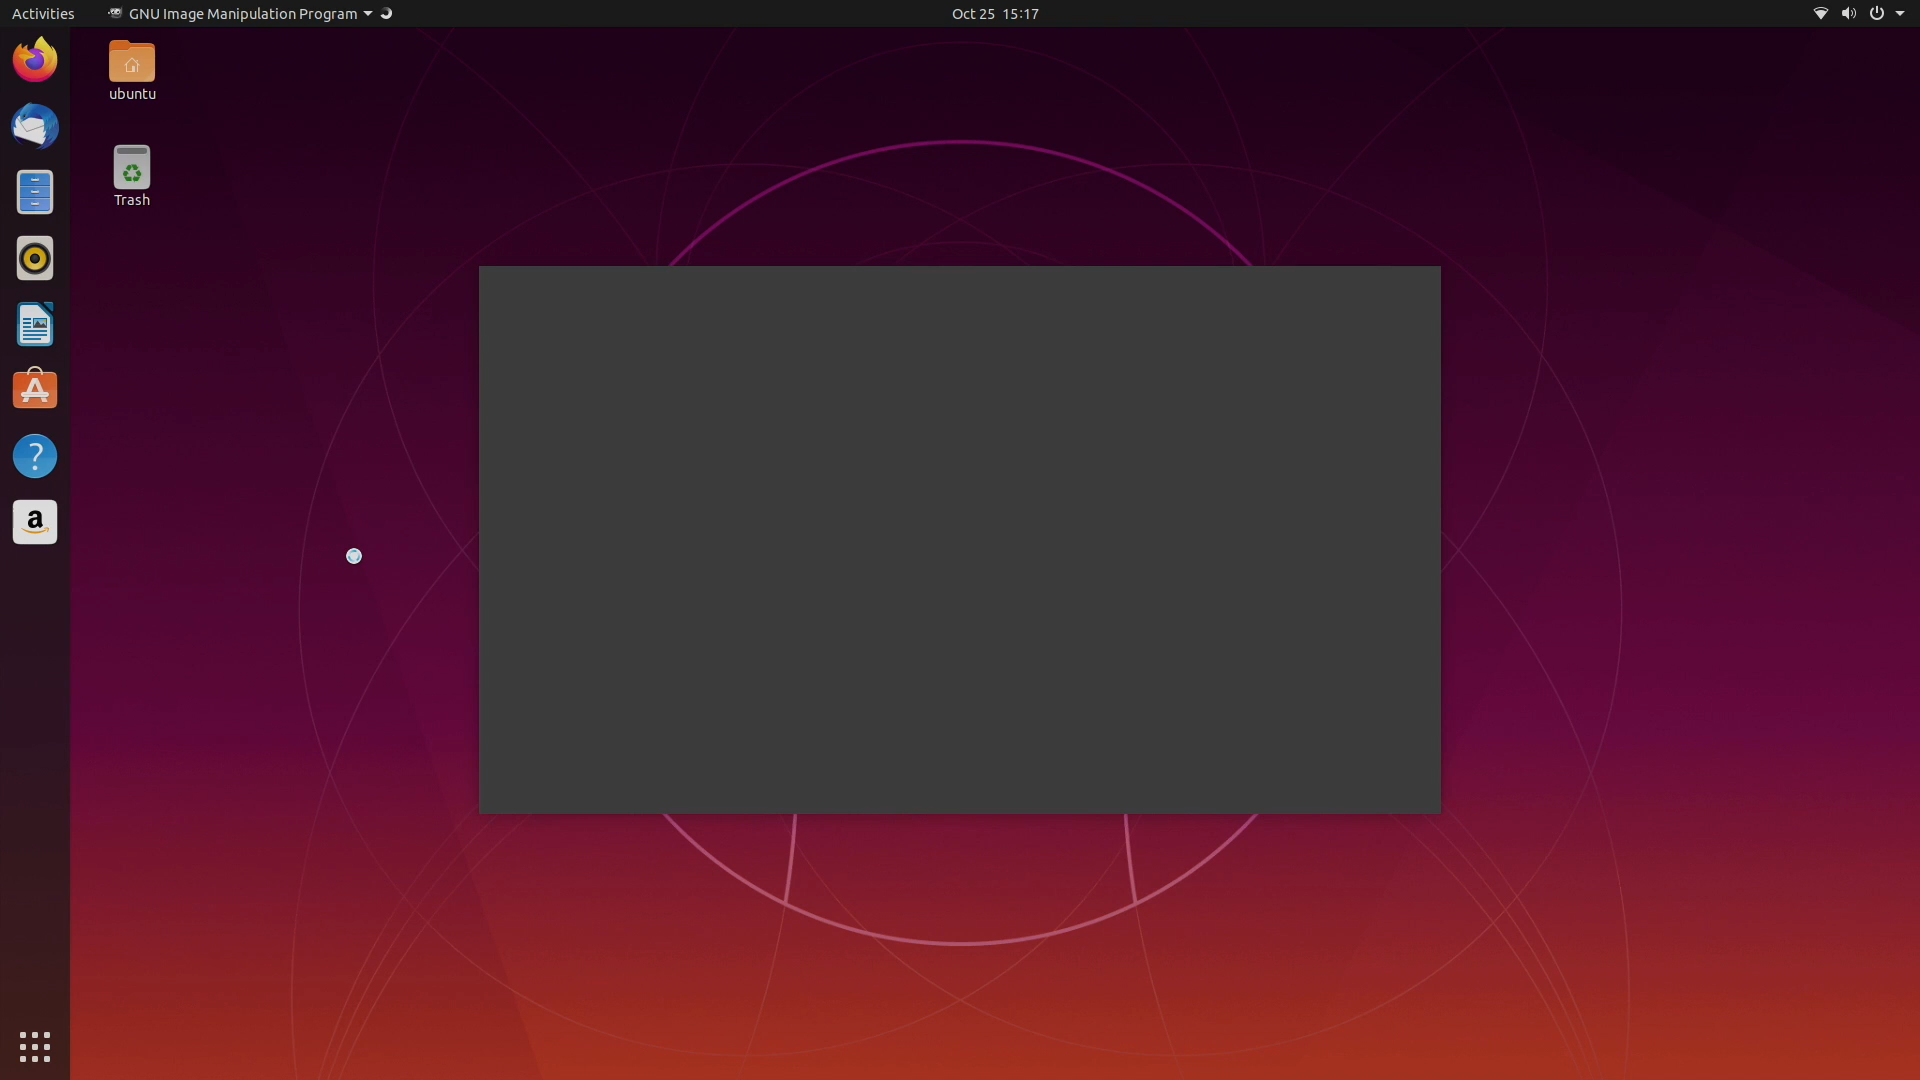 Activities
GNU Image Manipulation Program
Oct 25 15:17
ubuntu
Trash
?
a